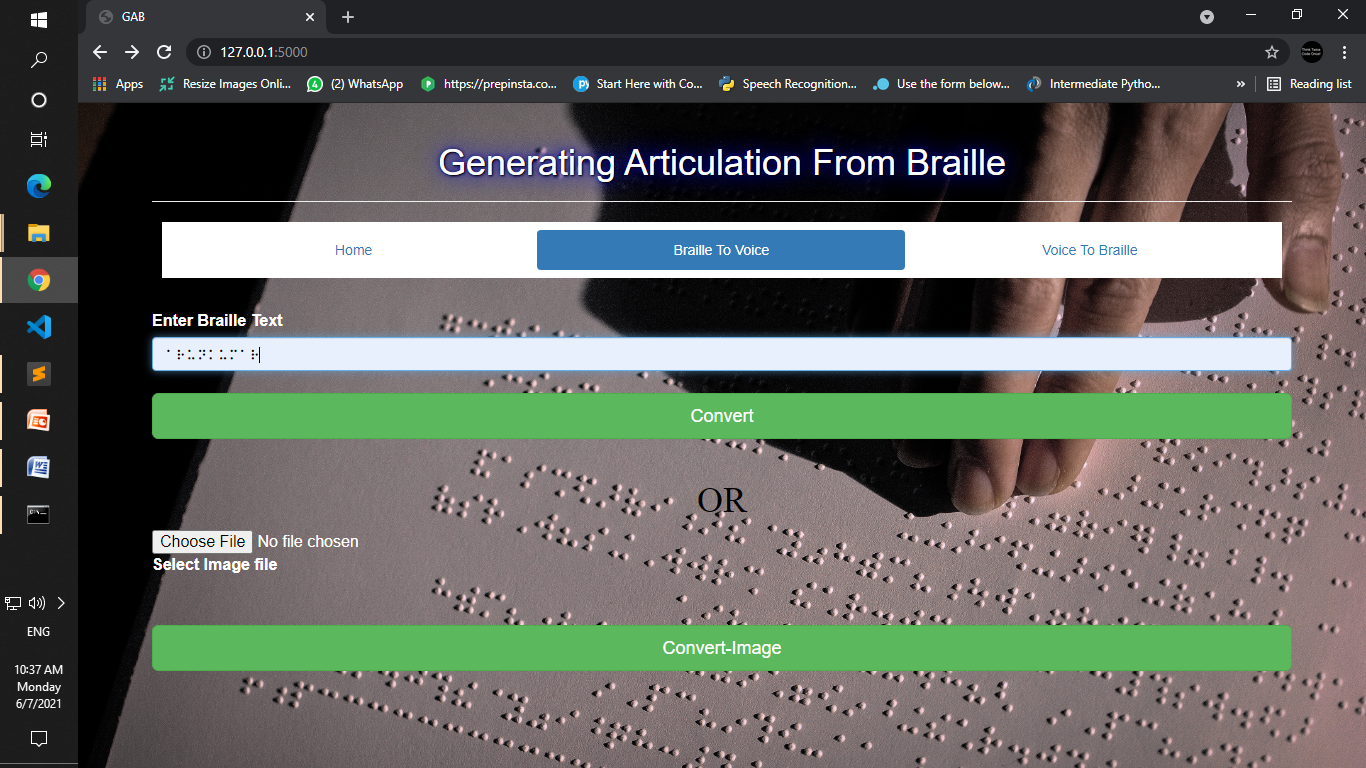 GAB
127.0.0.1:5000
Apps
Resize Images Onli...
(2) WhatsApp
https://prepinsta.co...
Start Here with Co...
Speech Recognition...
Use the form below...
Intermediate Pytho...
»
Reading list
Generating Articulation From Braille
Home
Braille To Voice
Voice To Braille
Enter Braille Text
⠁⠗⠥⠝⠅⠥⠍⠁⠗
Convert
OR
Choose File No file chosen
Select Image file
Convert-Image
ENG
10:37 AM
Monday
6/7/2021